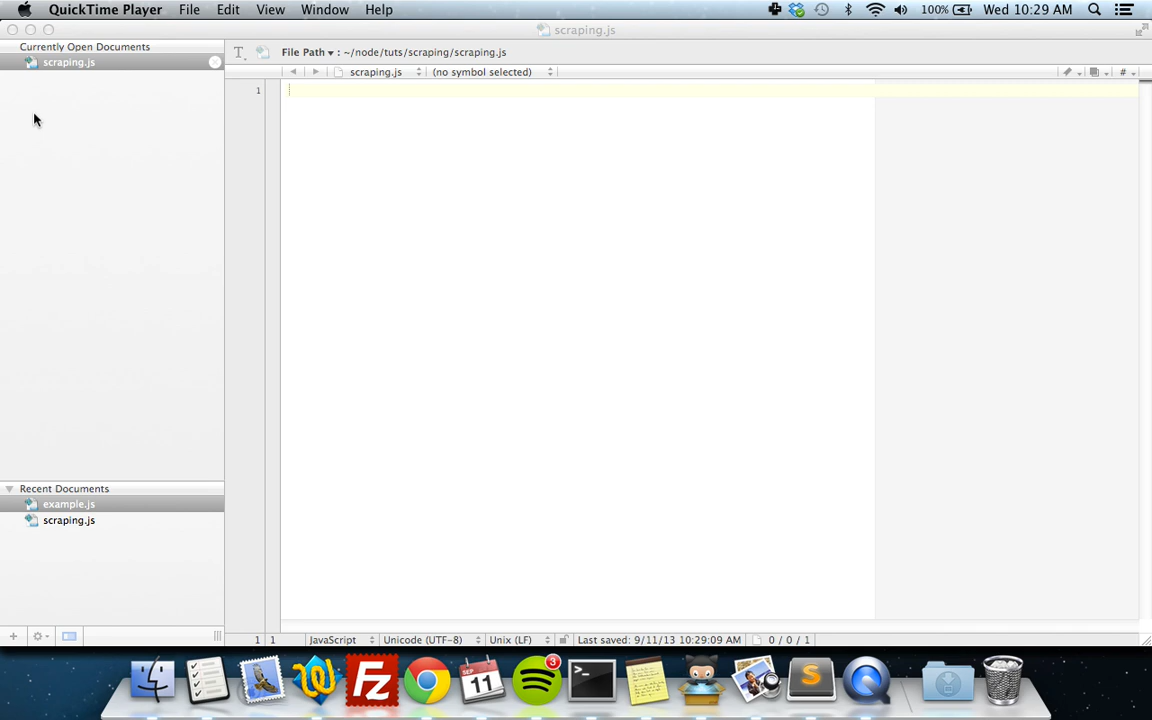 QuickTime Player File Edit View Window Help 100% Wed 10:29 AM
scraping.js
Currently Open Documents
scraping.js
File Path ▾ : ~/node/tuts/scraping/scraping.js
scraping.js (no symbol selected) #
1
Recent Documents
example.js
scraping.js
1 1 JavaScript Unicode (UTF-8) Unix (LF) Last saved: 9/11/13 10:29:09 AM 0 / 0 / 1
3
FZ
SEP
11
>_
S